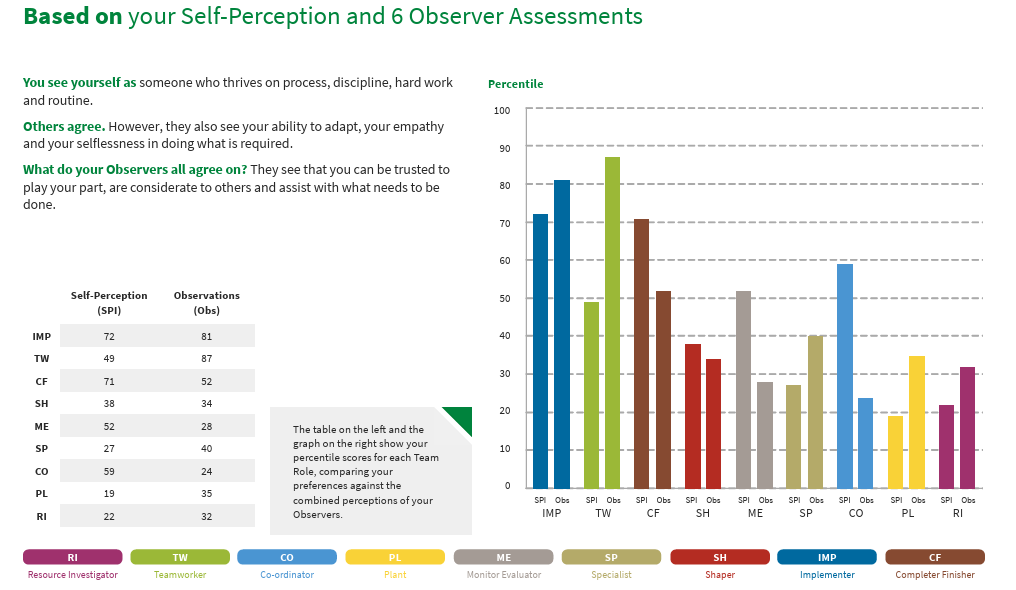 Based on your Self-Perception and 6 Observer Assessments
You see yourself as someone who thrives on process, discipline, hard work
and routine.
Others agree. However, they also see your ability to adapt, your empathy
and your selflessness in doing what is required.
What do your Observers all agree on? They see that you can be trusted to
play your part, are considerate to others and assist with what needs to be
done.
Self-Perception Observations
(SPI) (Obs)
IMP 72 81
TW 49 87
CF 71 52
SH 38 34
ME 52 28
SP 27 40
CO 59 24
PL 19 35
RI 22 32
The table on the left and the
graph on the right show your
percentile scores for each Team
Role, comparing your
preferences against the
combined perceptions of your
Observers.
Percentile
100
90
80
70
60
50
40
30
20
10
0
SPI Obs SPI Obs SPI Obs SPI Obs SPI Obs SPI Obs SPI Obs SPI Obs SPI Obs
IMP TW CF SH ME SP CO PL RI
RI TW CO PL ME SP SH IMP CF
Resource Investigator Teamworker Co-ordinator Plant Monitor Evaluator Specialist Shaper Implementer Completer Finisher